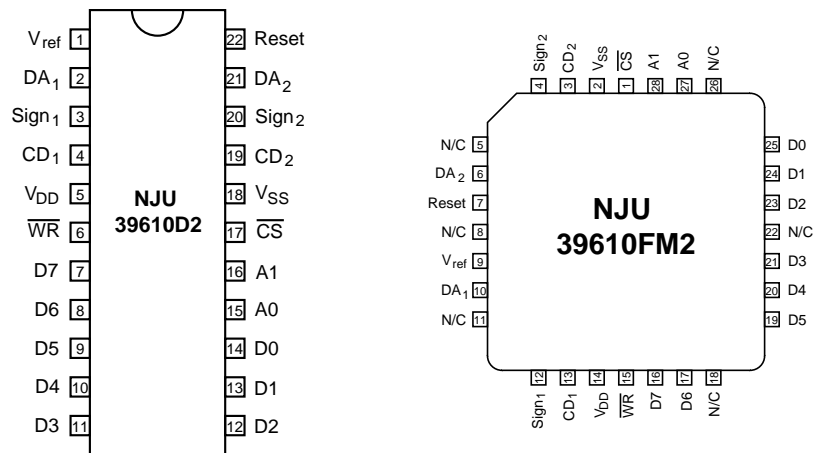 Vref 1 22 Reset
DA1 2 21 DA2
Sign1 3 20 Sign2
CD1 4 19 CD2
VDD 5 18 VSS
NJU
39610D2
W̅R̅ 6 17 C̅S̅
D7 7 16 A1
D6 8 15 A0
D5 9 14 D0
D4 10 13 D1
D3 11 12 D2
Sign2 CD2 VSS C̅S̅ A1 A0 N/C
4 3 2 1 28 27 26
N/C 5 25 D0
DA2 6 24 D1
Reset 7 23 D2
N/C 8 22 N/C
Vref 9 21 D3
DA1 10 20 D4
N/C 11 19 D5
NJU
39610FM2
12 13 14 15 16 17 18
Sign1 CD1 VDD W̅R̅ D7 D6 N/C